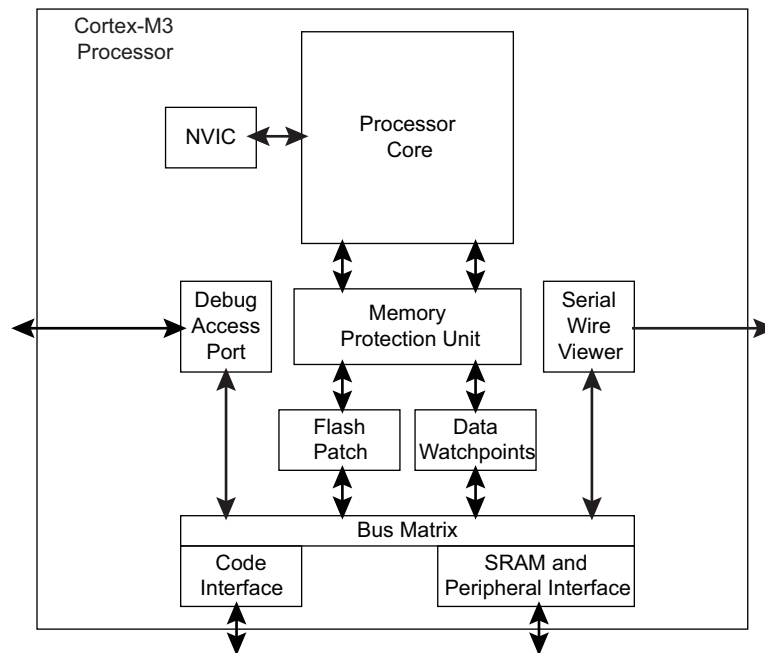 Cortex-M3
Processor
NVIC
Processor
Core
Debug
Access
Port
Memory
Protection Unit
Serial
Wire
Viewer
Flash
Patch
Data
Watchpoints
Bus Matrix
Code
Interface
SRAM and
Peripheral Interface